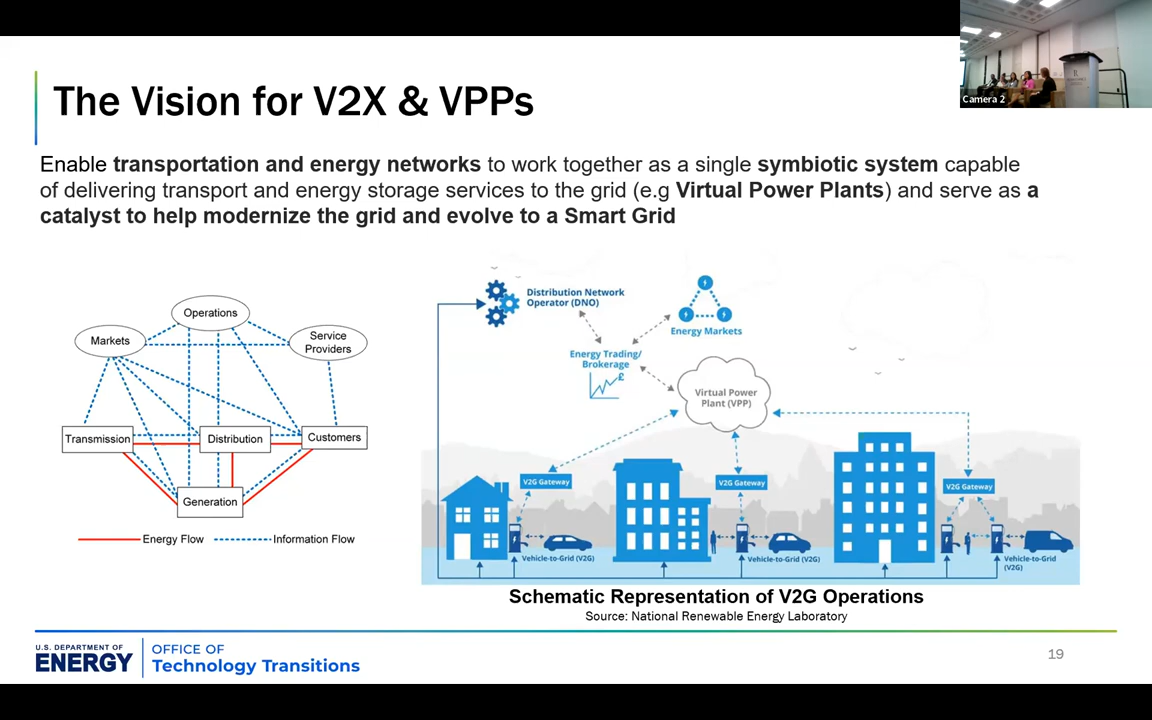 Camera 2
The Vision for V2X & VPPs
Enable transportation and energy networks to work together as a single symbiotic system capable
of delivering transport and energy storage services to the grid (e.g Virtual Power Plants) and serve as a
catalyst to help modernize the grid and evolve to a Smart Grid
Operations
Markets
Service
Providers
Transmission
Distribution
Customers
Generation
Energy Flow
Information Flow
Distribution Network
Operator (DNO)
Energy Markets
Energy Trading/
Brokerage
£
Virtual Power
Plant (VPP)
V2G Gateway
V2G Gateway
V2G Gateway
Vehicle-to-Grid (V2G)
Vehicle-to-Grid (V2G)
Vehicle-to-Grid
(V2G)
Schematic Representation of V2G Operations
Source: National Renewable Energy Laboratory
U.S. DEPARTMENT OF
ENERGY
OFFICE OF
Technology Transitions
19